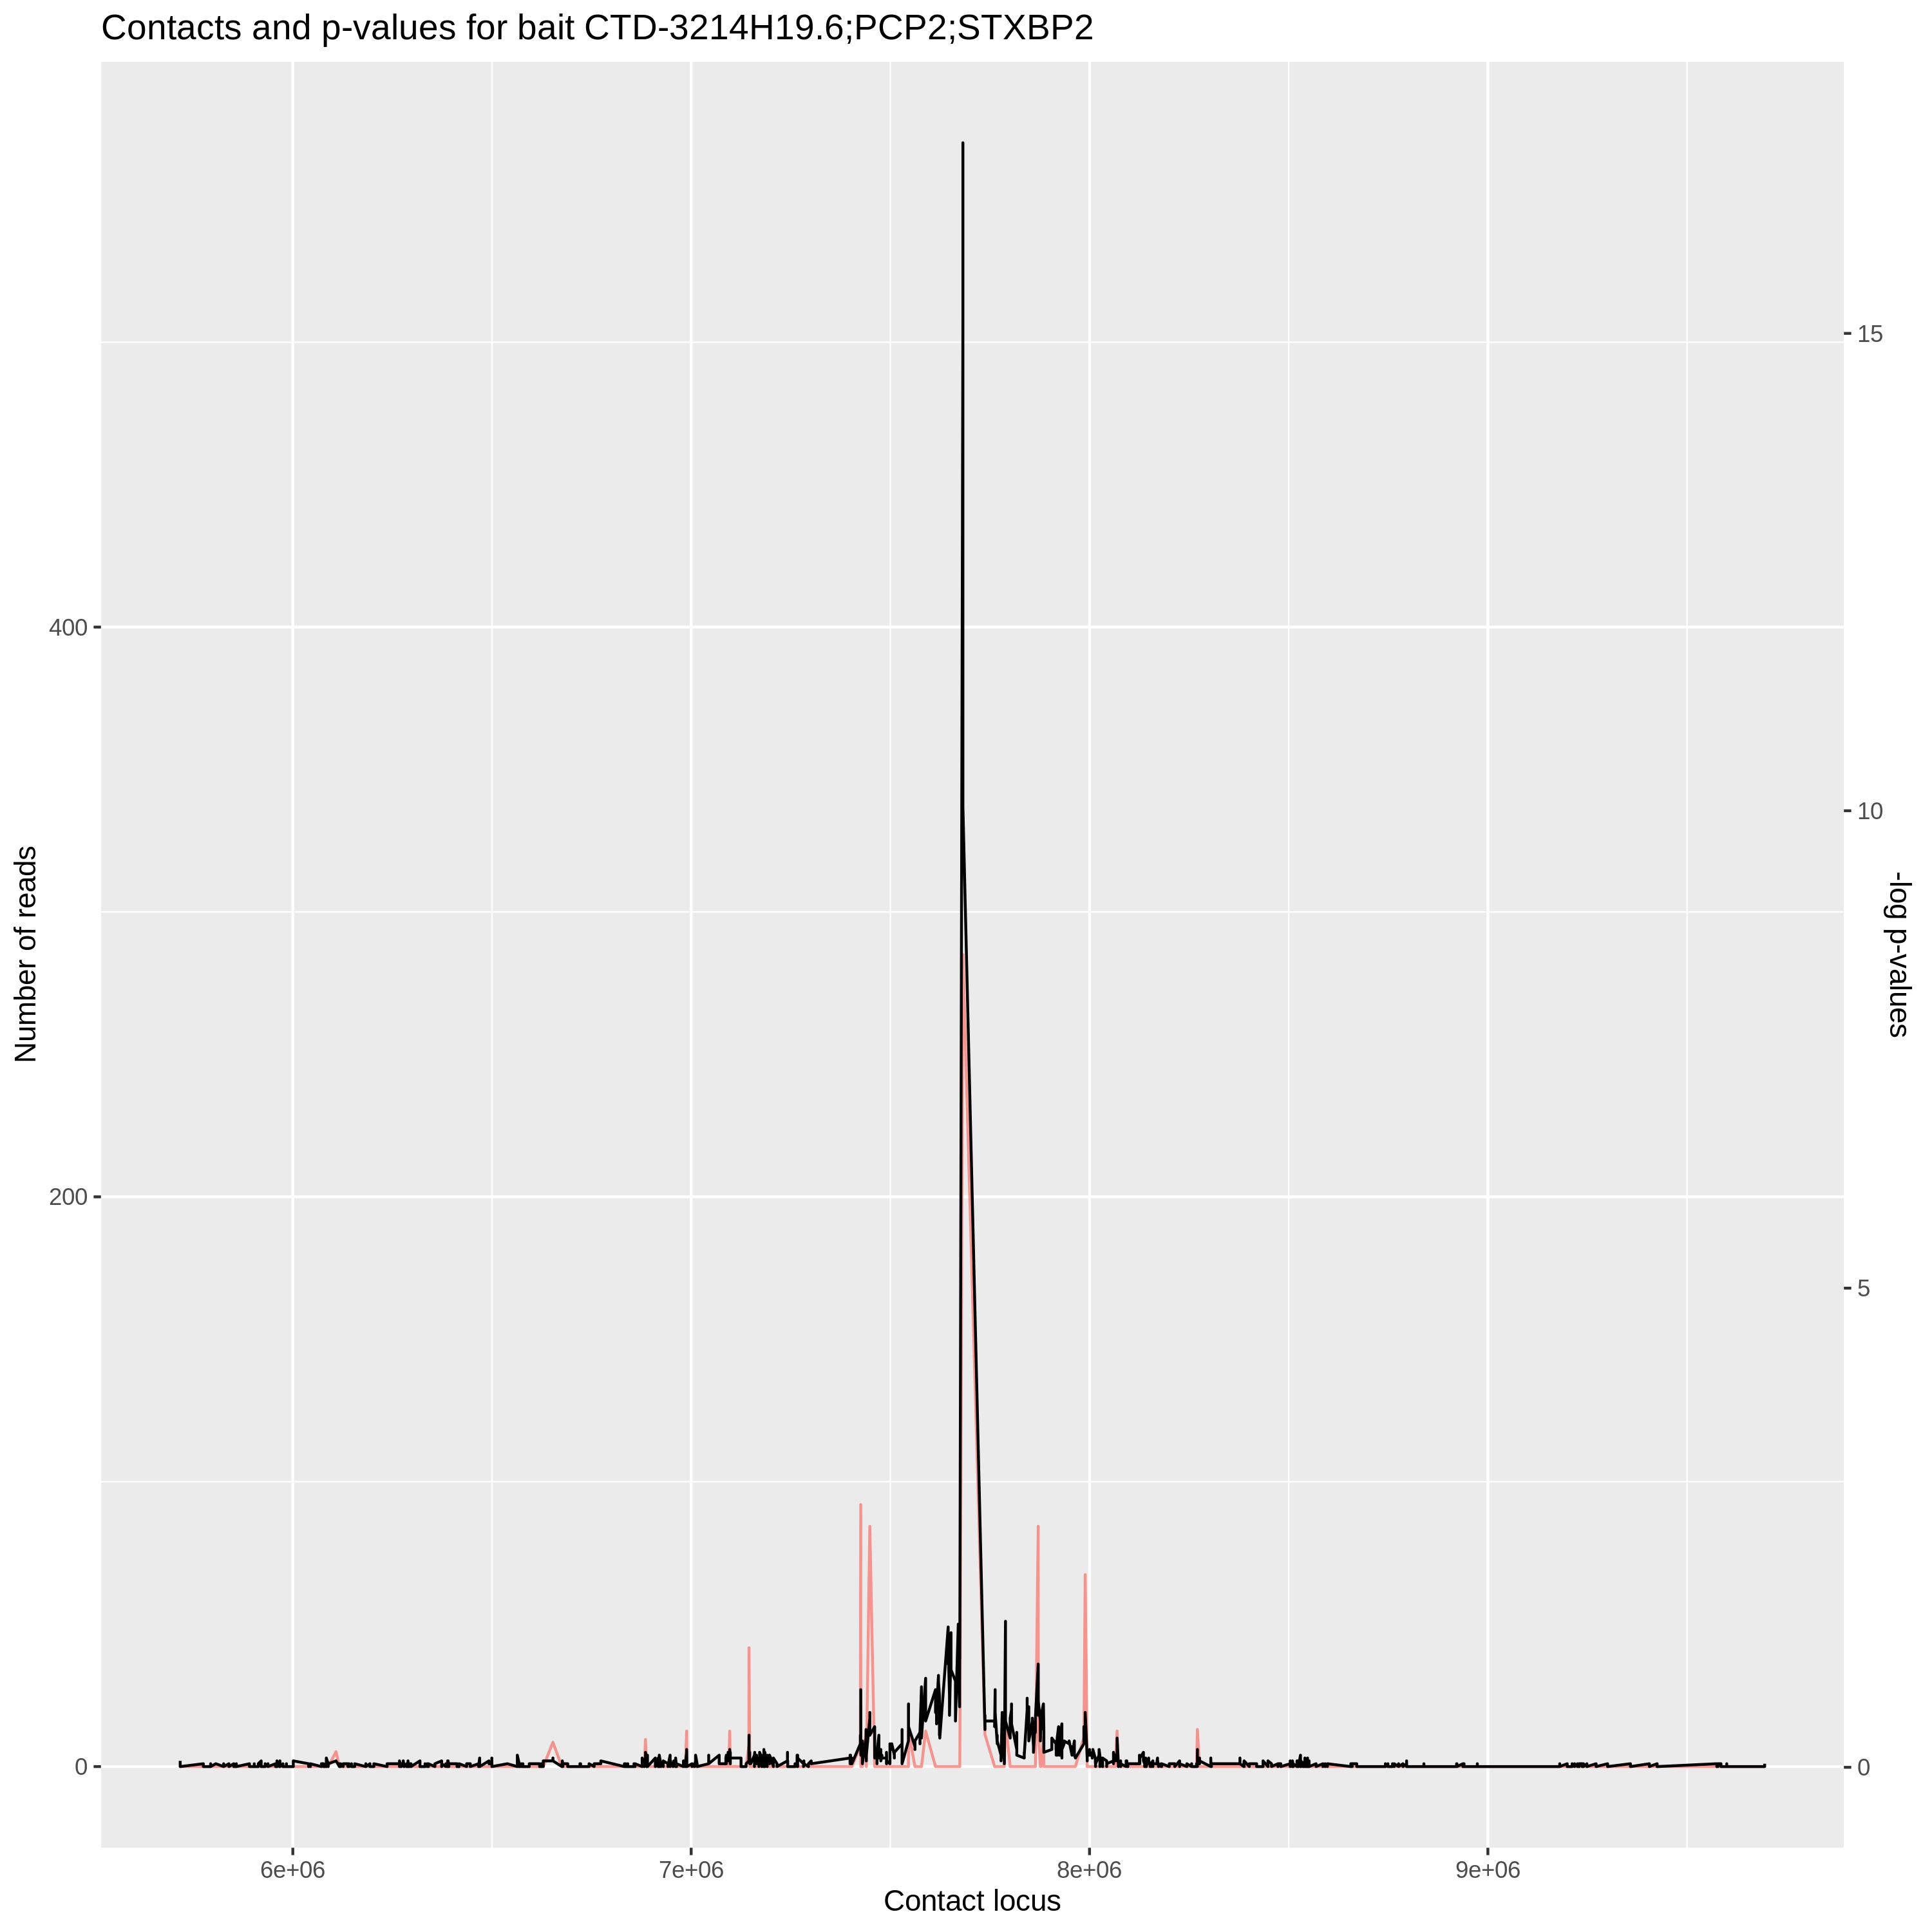 Contacts and p-values for bait CTD-3214H19.6;PCP2;STXBP2
Number of reads
400
200
0
15
10
5
0
-log p-values
6e+06
7e+06
8e+06
9e+06
Contact locus